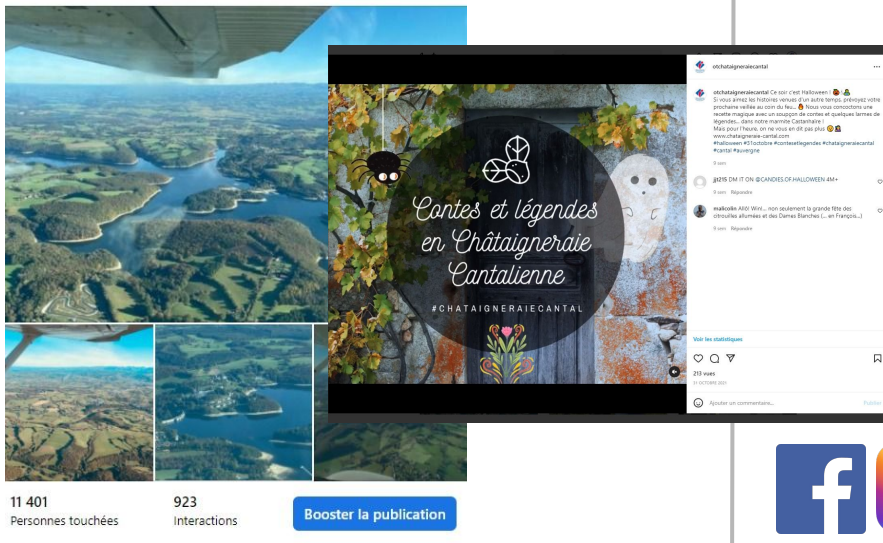 Contes et légendes
en Châtaigneraie
Cantalienne
#CHATAIGNERAIECANTAL
otchataigneraiecantal
otchataigneraiecantal Ce soir c'est Halloween !
Si vous aimez les histoires venues d'un autre temps, prévoyez votre
prochaine veillée au coin du feu... Nous vous concoctons une
recette magique avec un soupçon de contes et quelques larmes de
légendes... dans notre marmite Castanhaïre !
Mais pour l'heure, on ne vous en dit pas plus
www.chataigneraie-cantal.com
#halloween #31octobre #contesetlegendes #chataigneraiecantal
#cantal #auvergne
9 sem
jjt215 DM IT ON @CANDIES.OF.HALLOWEEN 4M+
9 sem Répondre
malicolin Allô! Wini... non seulement la grande fête des
citrouilles allumées et des Dames Blanches (... en François...)
9 sem Répondre
Voir les statistiques
213 vues
31 OCTOBRE 2021
Ajouter un commentaire...
Publier
11 401
Personnes touchées
923
Interactions
Booster la publication
f